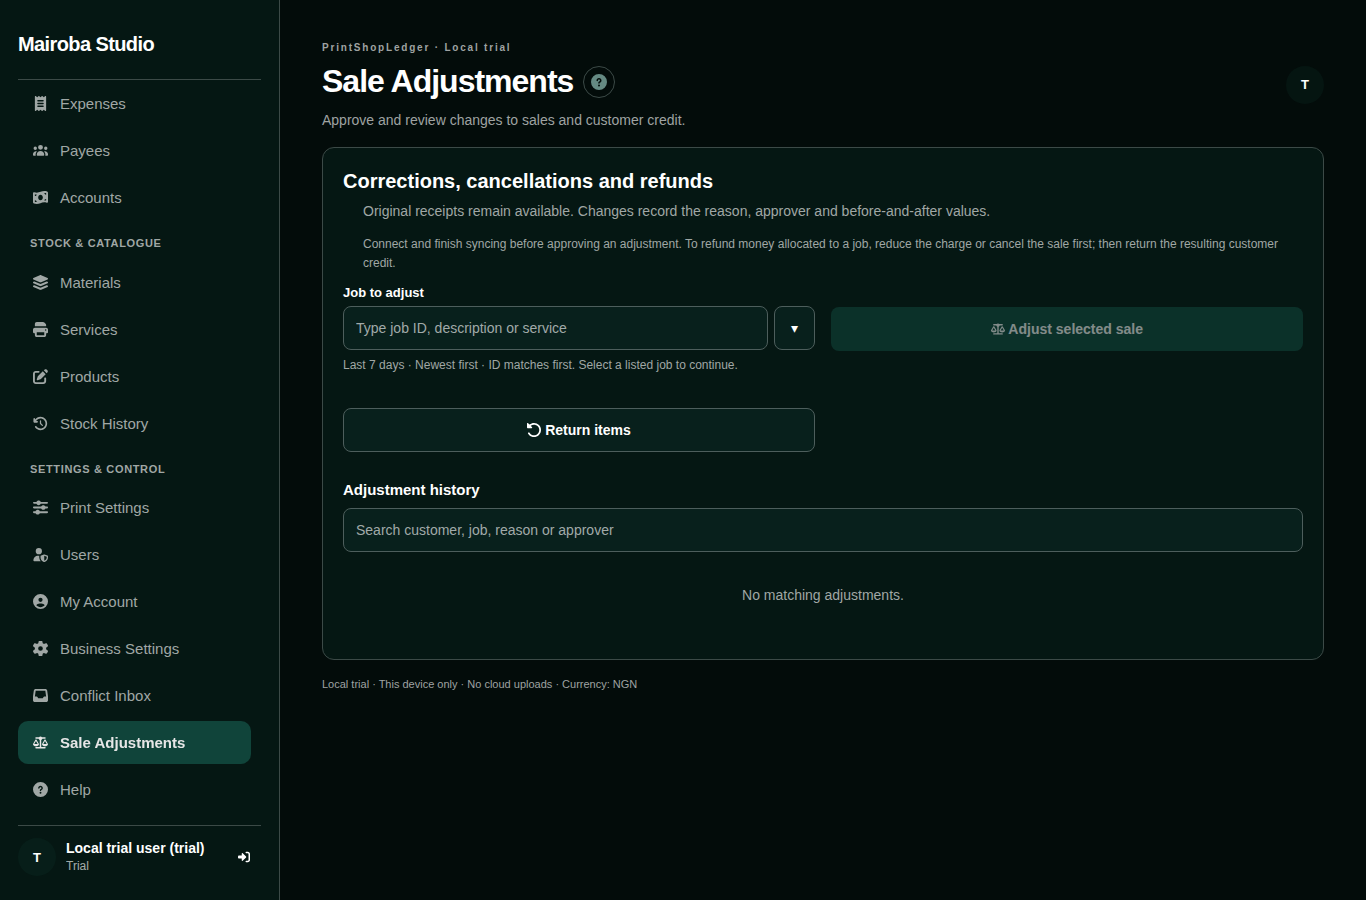 Mairoba Studio
Expenses
Payees
Accounts
STOCK & CATALOGUE
Materials
Services
Products
Stock History
SETTINGS & CONTROL
Print Settings
Users
My Account
Business Settings
Conflict Inbox
Sale Adjustments
Help
T
Local trial user (trial)
Trial
PrintShopLedger · Local trial
Sale Adjustments
T
Approve and review changes to sales and customer credit.
Corrections, cancellations and refunds
Original receipts remain available. Changes record the reason, approver and before-and-after values.
Connect and finish syncing before approving an adjustment. To refund money allocated to a job, reduce the charge or cancel the sale first; then return the resulting customer
credit.
Job to adjust
Type job ID, description or service
Adjust selected sale
Last 7 days · Newest first · ID matches first. Select a listed job to continue.
Return items
Adjustment history
Search customer, job, reason or approver
No matching adjustments.
Local trial · This device only · No cloud uploads · Currency: NGN